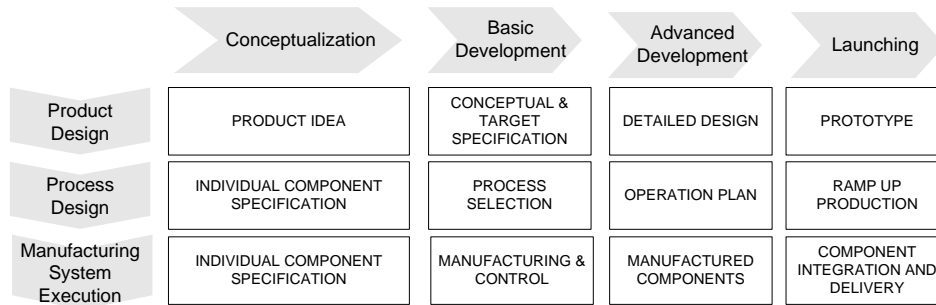 Conceptualization
Basic
Development
Advanced
Development
Launching
Product
Design
PRODUCT IDEA
CONCEPTUAL &
TARGET
SPECIFICATION
DETAILED DESIGN
PROTOTYPE
Process
Design
INDIVIDUAL COMPONENT
SPECIFICATION
PROCESS
SELECTION
OPERATION PLAN
RAMP UP
PRODUCTION
Manufacturing
System
Execution
INDIVIDUAL COMPONENT
SPECIFICATION
MANUFACTURING &
CONTROL
MANUFACTURED
COMPONENTS
COMPONENT
INTEGRATION AND
DELIVERY